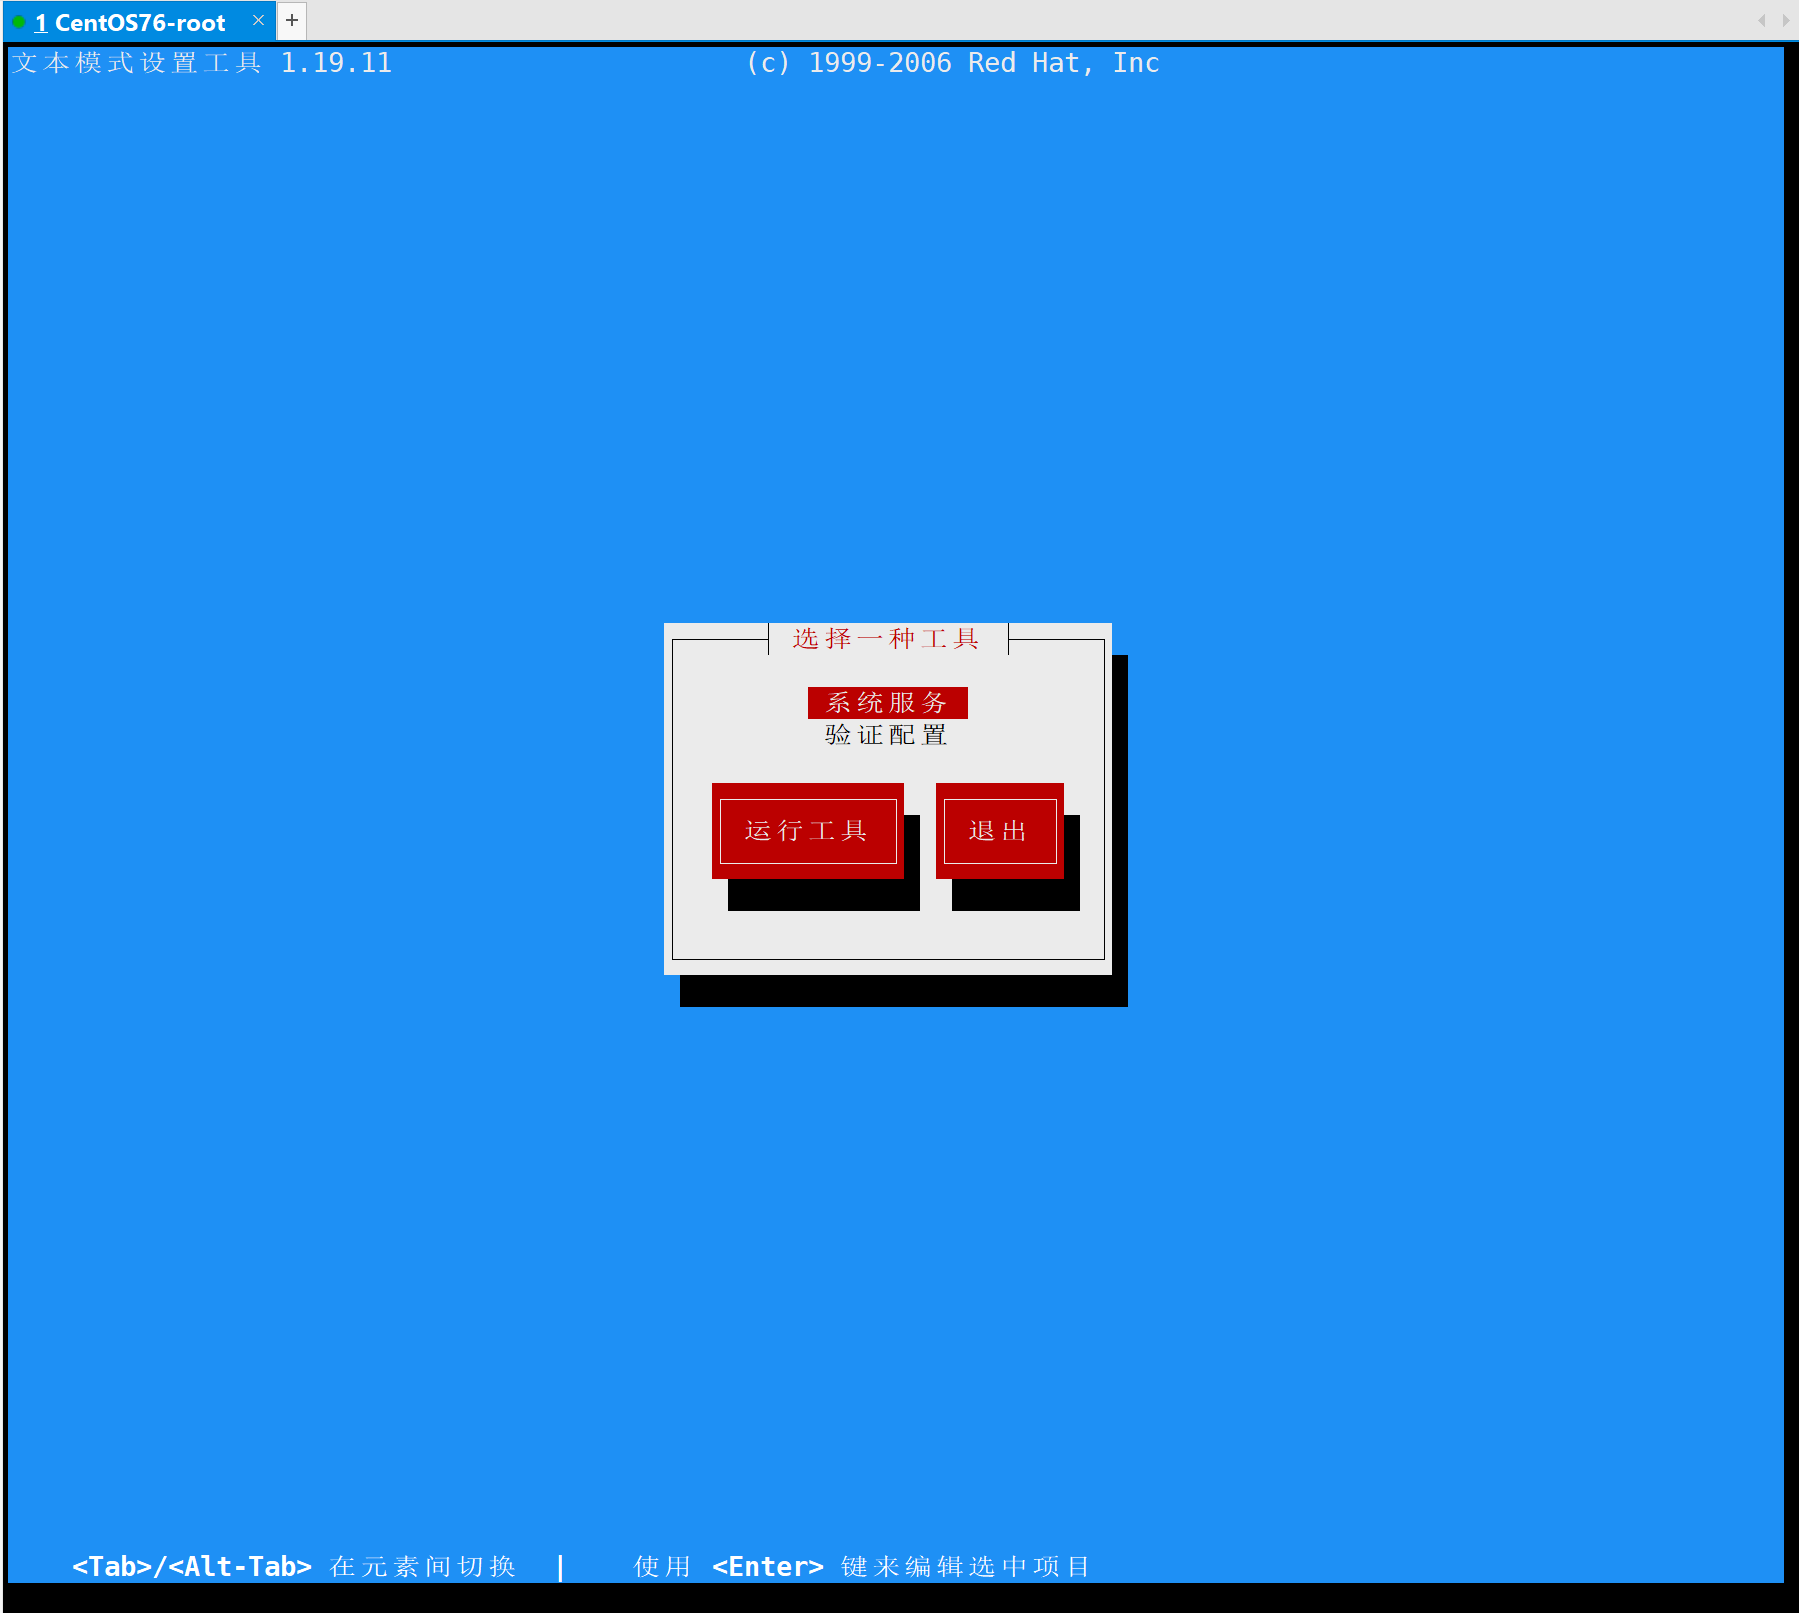 1 CentOS76-root × +
文本模式设置工具 1.19.11 (c) 1999-2006 Red Hat, Inc
选择一种工具
系统服务
验证配置
运行工具 退出
<Tab>/<Alt-Tab> 在元素间切换 | 使用 <Enter> 键来编辑选中项目